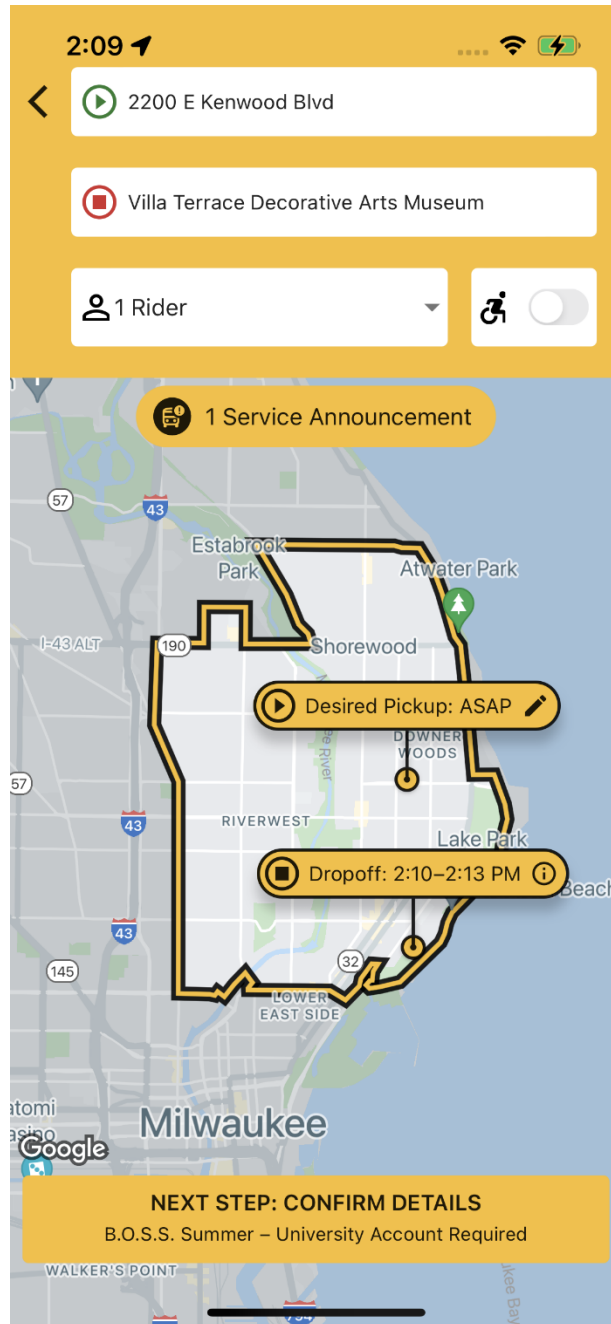 2:09
2200 E Kenwood Blvd
Villa Terrace Decorative Arts Museum
1 Rider
1 Service Announcement
57
43
Estabrook
Park
Atwater Park
I-43 ALT
190
Shorewood
Desired Pickup: ASAP
DOWNER
WOODS
River
57
43
RIVERWEST
Lake Park
Dropoff: 2:10–2:13 PM
Beach
43
32
145
LOWER
EAST SIDE
Milwaukee
Google
NEXT STEP: CONFIRM DETAILS
B.O.S.S. Summer – University Account Required
WALKER'S POINT
794